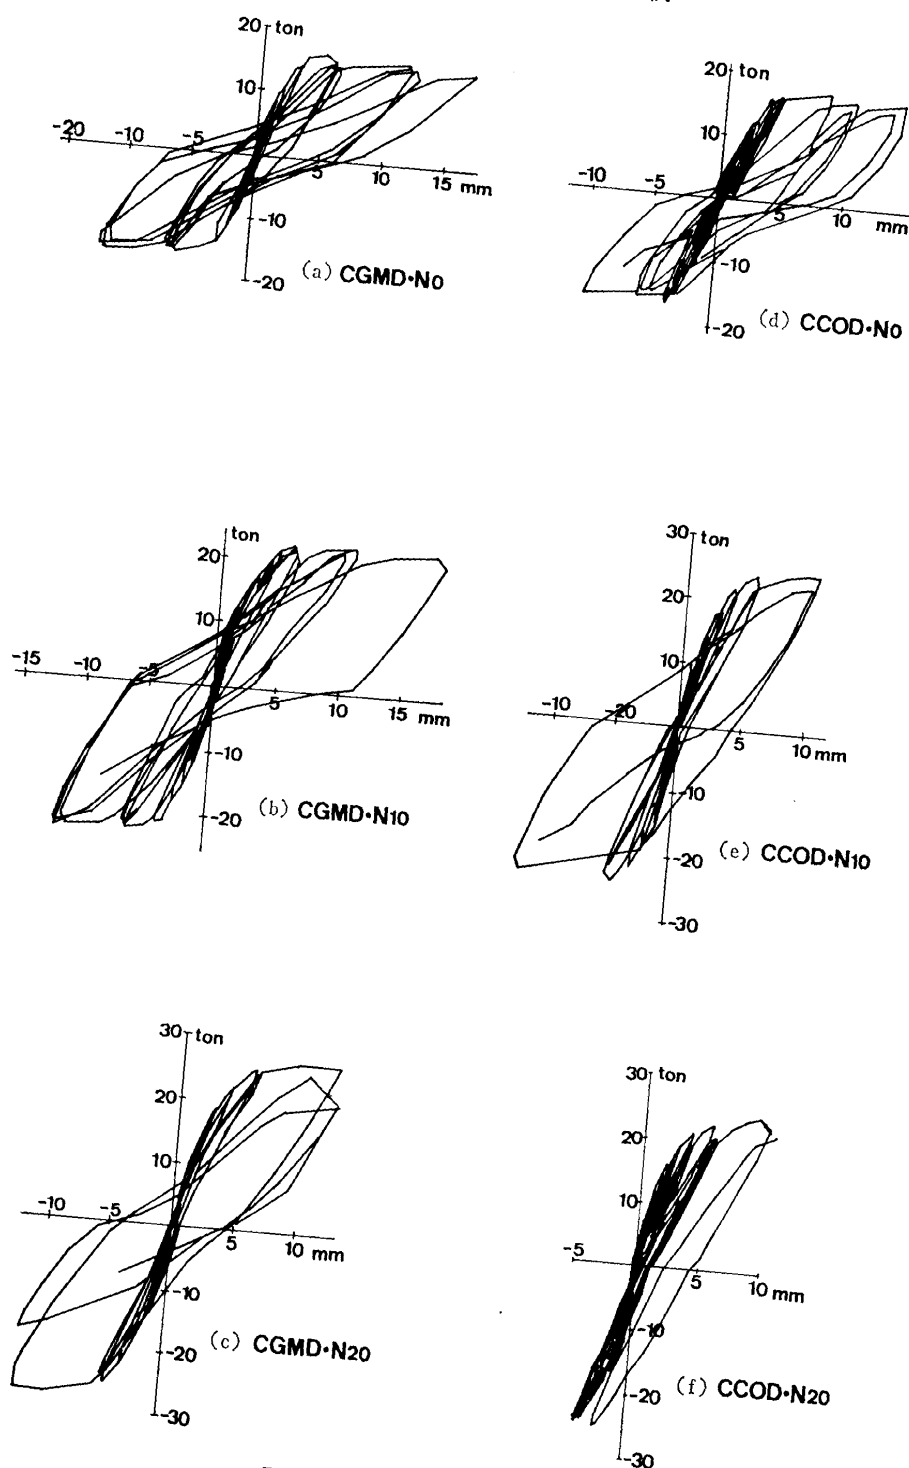 20 ton
10
-20 -10 -5
5 10 15 mm
-10
-20
(a) CGMD•N0
20 ton
10
-10 -5
5 10
mm
-10
-20
(d) CCOD•N0
ton
20
10
-15 -10 -5
5 10 15 mm
-10
-20
(b) CGMD•N10
30 ton
20
10
-10 -20
5 10 mm
-10
-20
-30
(e) CCOD•N10
30 ton
20
10
-10 -5
5 10 mm
-10
-20
-30
(c) CGMD•N20
30 ton
20
10
-5
5 10 mm
-10
-20
-30
(f) CCOD•N20